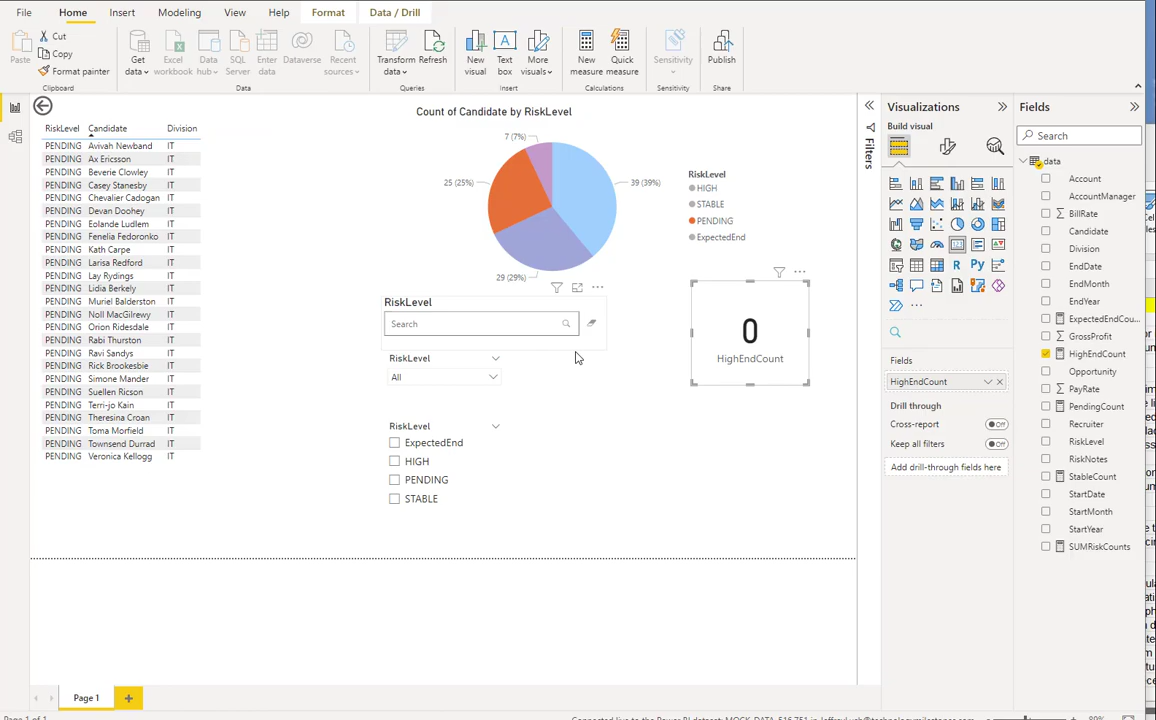 File Home Insert Modeling View Help Format Data / Drill
Paste
Cut
Copy
Format painter
Clipboard
Get data
Excel workbook
Data hub
SQL Server
Enter data
Dataverse
Recent sources
Data
Transform data
Refresh
Queries
New visual
Text box
More visuals
Insert
New measure
Quick measure
Calculations
Sensitivity
Sensitivity
Publish
Share
RiskLevel Candidate Division
PENDING Avivah Newband IT
PENDING Ax Ericsson IT
PENDING Beverie Clowley IT
PENDING Casey Stanesby IT
PENDING Chevalier Cadogan IT
PENDING Devan Doohey IT
PENDING Eolande Ludlem IT
PENDING Fenelia Fedoronko IT
PENDING Kath Carpe IT
PENDING Larisa Redford IT
PENDING Lay Rydings IT
PENDING Lidia Berkely IT
PENDING Muriel Balderston IT
PENDING Noll MacGilrewy IT
PENDING Orion Ridesdale IT
PENDING Rabi Thurston IT
PENDING Ravi Sandys IT
PENDING Rick Brookesbie IT
PENDING Simone Mander IT
PENDING Suellen Ricson IT
PENDING Terri-jo Kain IT
PENDING Theresina Croan IT
PENDING Toma Morfield IT
PENDING Townsend Durrad IT
PENDING Veronica Kellogg IT
Count of Candidate by RiskLevel
7 (7%)
25 (25%)
39 (39%)
29 (29%)
RiskLevel
HIGH
STABLE
PENDING
ExpectedEnd
RiskLevel
Search
RiskLevel
All
RiskLevel
ExpectedEnd
HIGH
PENDING
STABLE
0
HighEndCount
Filters
Visualizations
Build visual
R Py
Fields
HighEndCount
Drill through
Cross-report Off
Keep all filters Off
Add drill-through fields here
Fields
Search
data
Account
AccountManager
BillRate
Candidate
Division
EndDate
EndMonth
EndYear
ExpectedEndCou...
GrossProfit
HighEndCount
Opportunity
PayRate
PendingCount
Recruiter
RiskLevel
RiskNotes
StableCount
StartDate
StartMonth
StartYear
SUMRiskCounts
Page 1